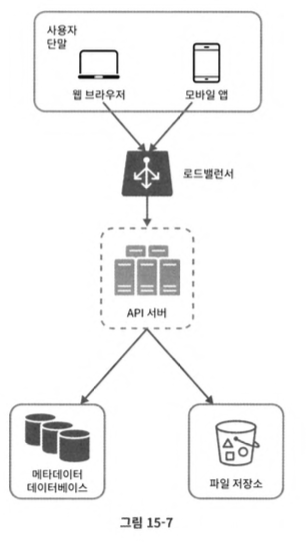 사용자
단말
웹 브라우저
모바일 앱
로드밸런서
API 서버
메타데이터
데이터베이스
파일 저장소
그림 15-7